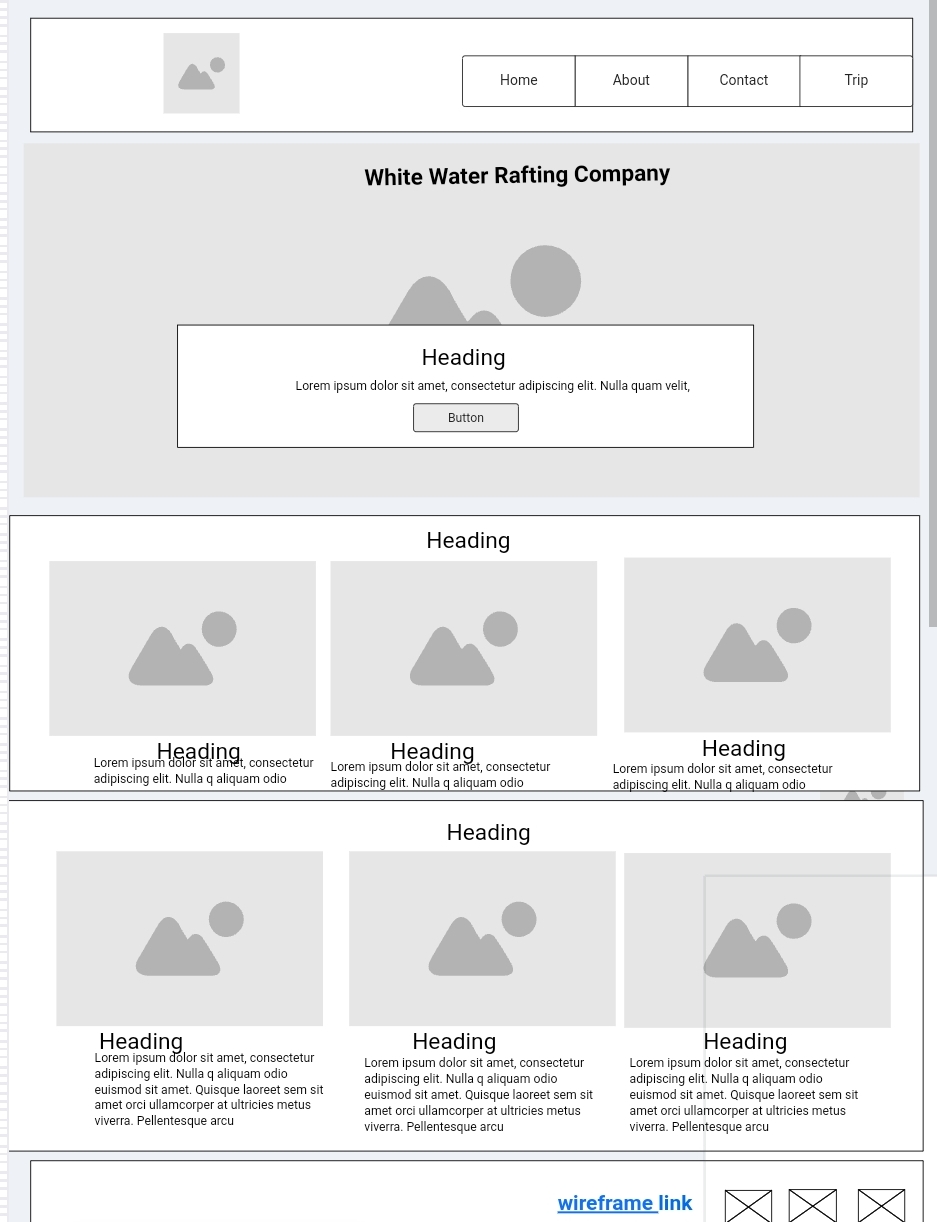 Home About Contact Trip
White Water Rafting Company
Heading
Lorem ipsum dolor sit amet, consectetur adipiscing elit. Nulla quam velit,
Button
Heading
Heading
Lorem ipsum dolor sit amet, consectetur
adipiscing elit. Nulla q aliquam odio
Heading
Lorem ipsum dolor sit amet, consectetur
adipiscing elit. Nulla q aliquam odio
Heading
Lorem ipsum dolor sit amet, consectetur
adipiscing elit. Nulla q aliquam odio
Heading
Heading
Lorem ipsum dolor sit amet, consectetur
adipiscing elit. Nulla q aliquam odio
euismod sit amet. Quisque laoreet sem sit
amet orci ullamcorper at ultricies metus
viverra. Pellentesque arcu
Heading
Lorem ipsum dolor sit amet, consectetur
adipiscing elit. Nulla q aliquam odio
euismod sit amet. Quisque laoreet sem sit
amet orci ullamcorper at ultricies metus
viverra. Pellentesque arcu
Heading
Lorem ipsum dolor sit amet, consectetur
adipiscing elit. Nulla q aliquam odio
euismod sit amet. Quisque laoreet sem sit
amet orci ullamcorper at ultricies metus
viverra. Pellentesque arcu
wireframe link